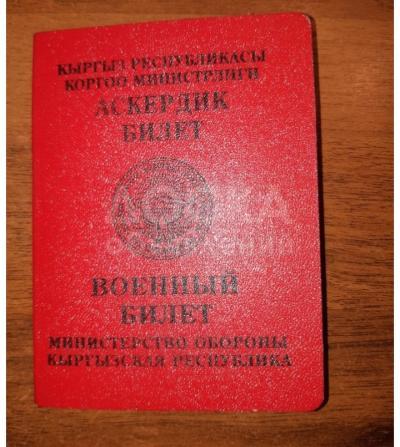 КЫРГЫЗ РЕСПУБЛИКАСЫ
КОРГОО МИНИСТРЛИГИ
АСКЕРДИК
БИЛЕТ
ВОЕННЫЙ
БИЛЕТ
МИНИСТЕРСТВО ОБОРОНЫ
КЫРГЫЗСКАЯ РЕСПУБЛИКА